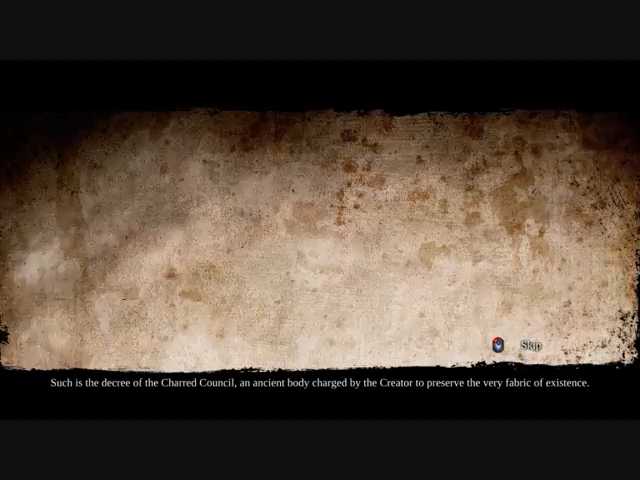 Skip
Such is the decree of the Charred Council, an ancient body charged by the Creator to preserve the very fabric of existence.